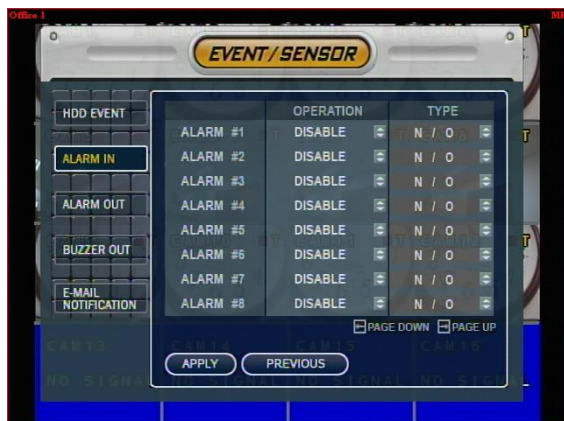 Office 1
EVENT/SENSOR
HDD EVENT
ALARM IN
ALARM OUT
BUZZER OUT
E-MAIL
NOTIFICATION
OPERATION TYPE
ALARM #1 DISABLE N / O
ALARM #2 DISABLE N / O
ALARM #3 DISABLE N / O
ALARM #4 DISABLE N / O
ALARM #5 DISABLE N / O
ALARM #6 DISABLE N / O
ALARM #7 DISABLE N / O
ALARM #8 DISABLE N / O
PAGE DOWN PAGE UP
APPLY PREVIOUS
CAM13 CAM14 CAM15 CAM16
NO SIGNAL NO SIGNAL NO SIGNAL NO SIGNAL